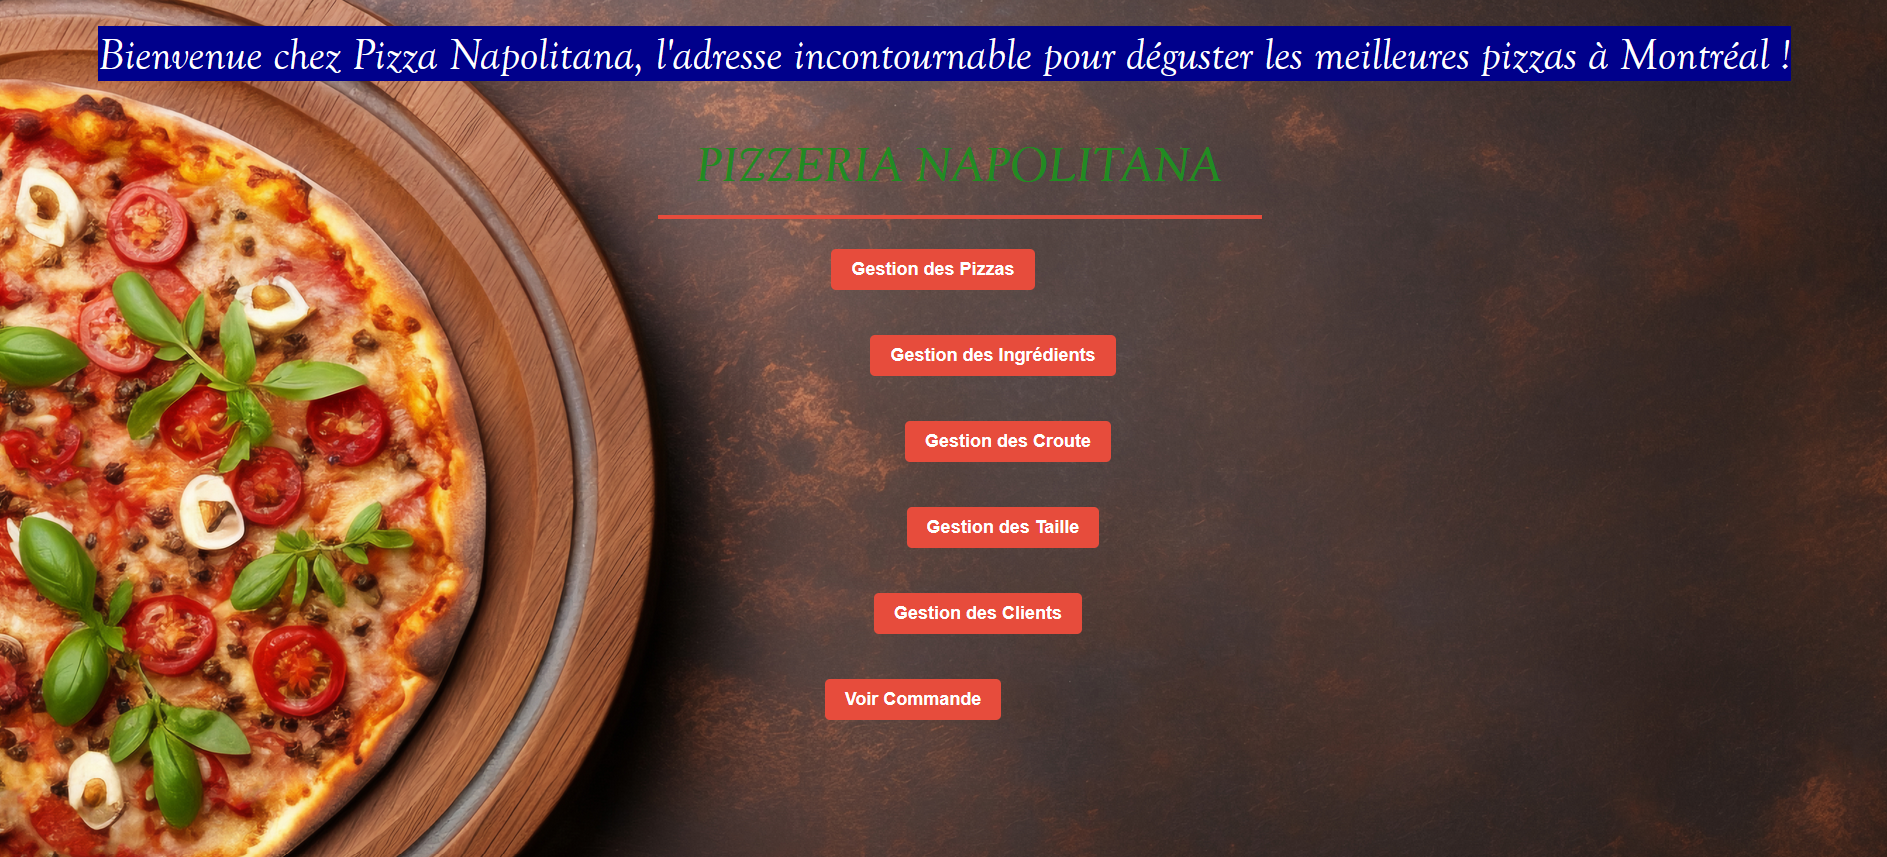 Bienvenue chez Pizza Napolitana, l'adresse incontournable pour déguster les meilleures pizzas à Montréal !
PIZZERIA NAPOLITANA
Gestion des Pizzas
Gestion des Ingrédients
Gestion des Croute
Gestion des Taille
Gestion des Clients
Voir Commande